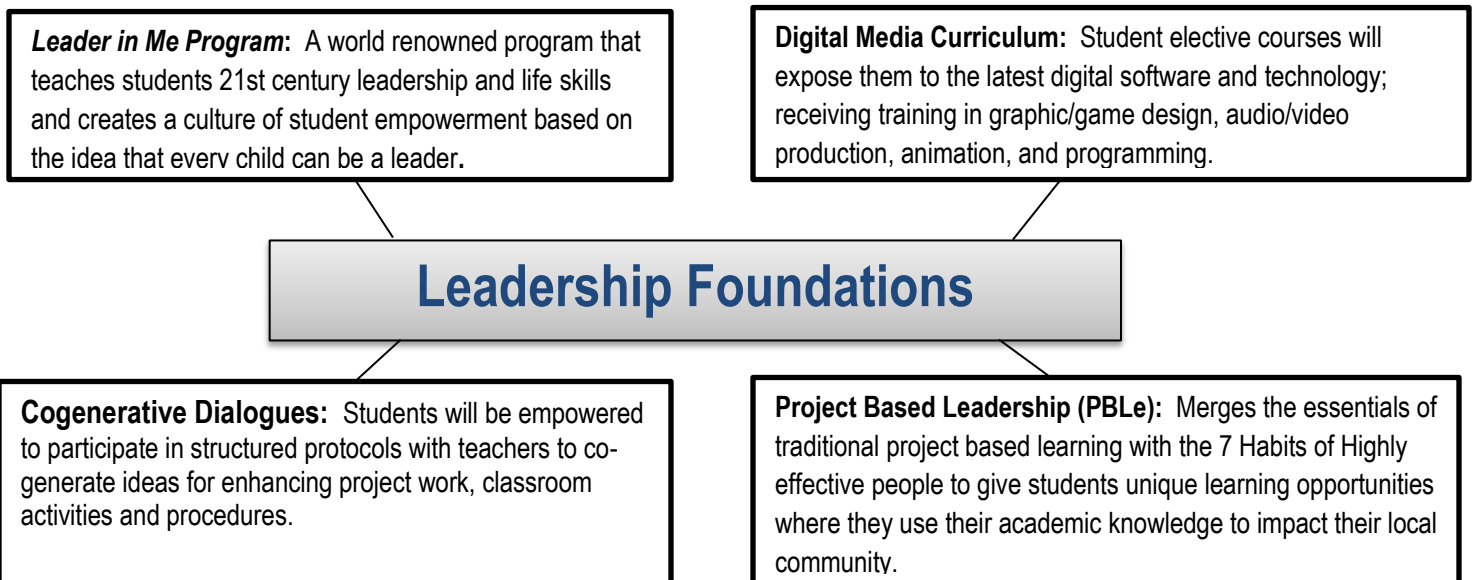 Leader in Me Program: A world renowned program that
teaches students 21st century leadership and life skills
and creates a culture of student empowerment based on
the idea that every child can be a leader.
Digital Media Curriculum: Student elective courses will
expose them to the latest digital software and technology;
receiving training in graphic/game design, audio/video
production, animation, and programming.
Leadership Foundations
Cogenerative Dialogues: Students will be empowered
to participate in structured protocols with teachers to co-
generate ideas for enhancing project work, classroom
activities and procedures.
Project Based Leadership (PBLe): Merges the essentials of
traditional project based learning with the 7 Habits of Highly
effective people to give students unique learning opportunities
where they use their academic knowledge to impact their local
community.